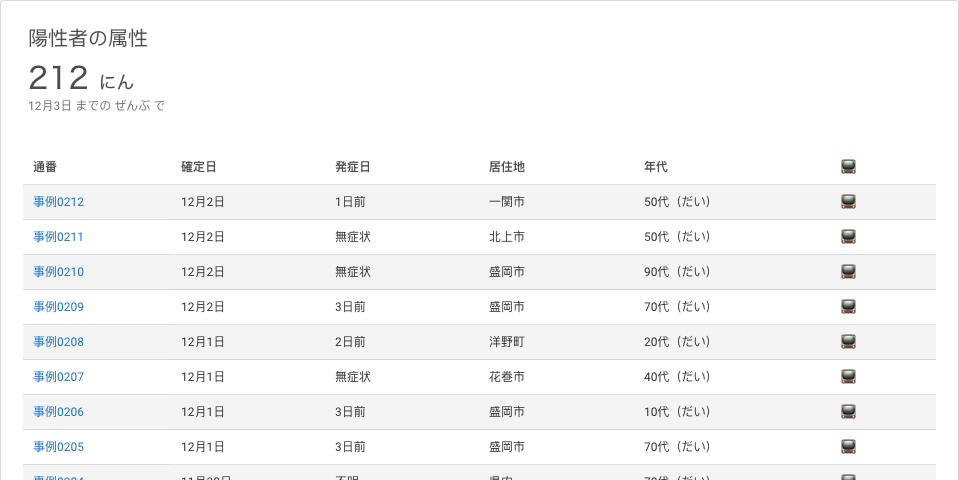 陽性者の属性
212 にん
12月3日 までの ぜんぶ で
通番 確定日 発症日 居住地 年代
事例0212 12月2日 1日前 一関市 50代（だい）
事例0211 12月2日 無症状 北上市 50代（だい）
事例0210 12月2日 無症状 盛岡市 90代（だい）
事例0209 12月2日 3日前 盛岡市 70代（だい）
事例0208 12月1日 2日前 洋野町 20代（だい）
事例0207 12月1日 無症状 花巻市 40代（だい）
事例0206 12月1日 3日前 盛岡市 10代（だい）
事例0205 12月1日 3日前 盛岡市 70代（だい）